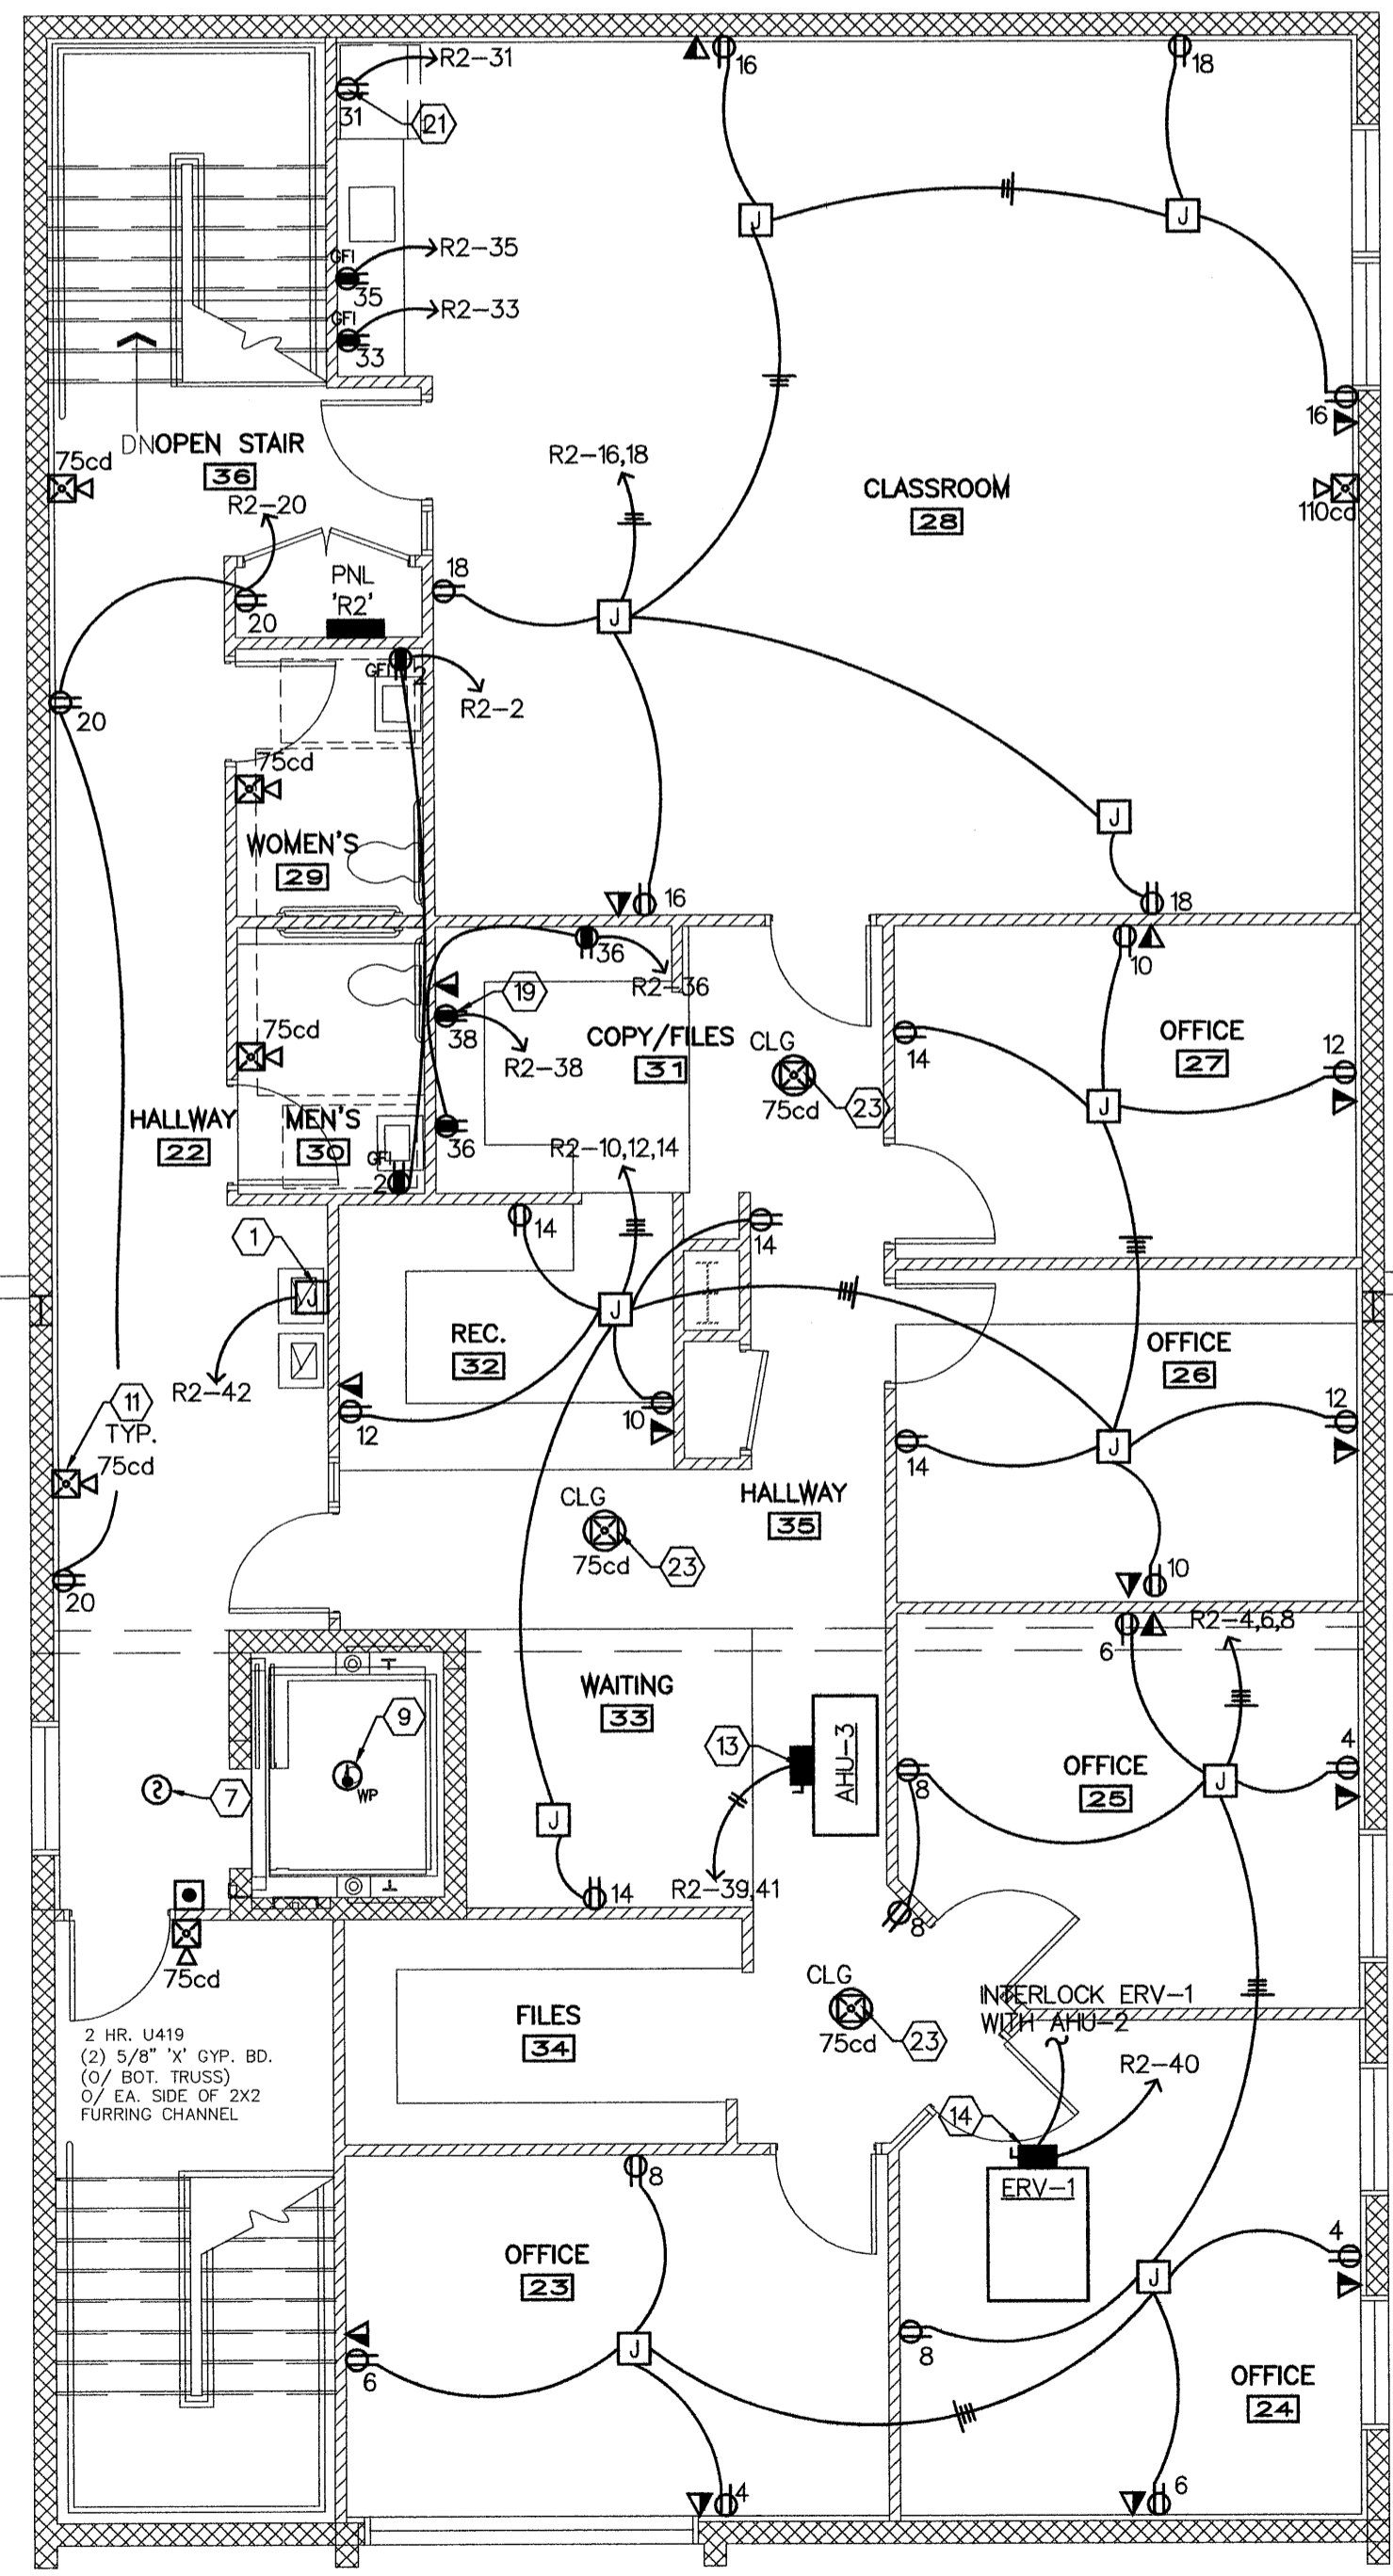 R2-31
31
21
16
18
J
J
GFI
R2-35
35
GFI
R2-33
33
16
DN
OPEN STAIR
36
75cd
R2-16,18
CLASSROOM
28
110cd
R2-20
PNL
'R2'
20
18
J
GFI
2
R2-2
20
75cd
J
WOMEN'S
29
16
18
36
10
R2-36
19
38
R2-38
COPY/FILES
31
CLG
75cd
23
14
OFFICE
27
12
J
75cd
HALLWAY
22
MEN'S
30
GFI
2
36
R2-10,12,14
1
J
14
14
J
REC.
32
OFFICE
26
R2-42
11
TYP.
75cd
12
10
14
J
12
HALLWAY
35
CLG
75cd
23
20
10
6
R2-4,6,8
WAITING
33
13
AHU-3
9
WP
7
OFFICE
25
8
J
4
J
14
R2-39,41
8
75cd
2 HR. U419
(2) 5/8" 'X' GYP. BD.
(O/ BOT. TRUSS)
O/ EA. SIDE OF 2X2
FURRING CHANNEL
FILES
34
CLG
75cd
23
INTERLOCK ERV-1
WITH AHU-2
R2-40
14
ERV-1
8
OFFICE
23
J
4
J
6
8
OFFICE
24
4
6